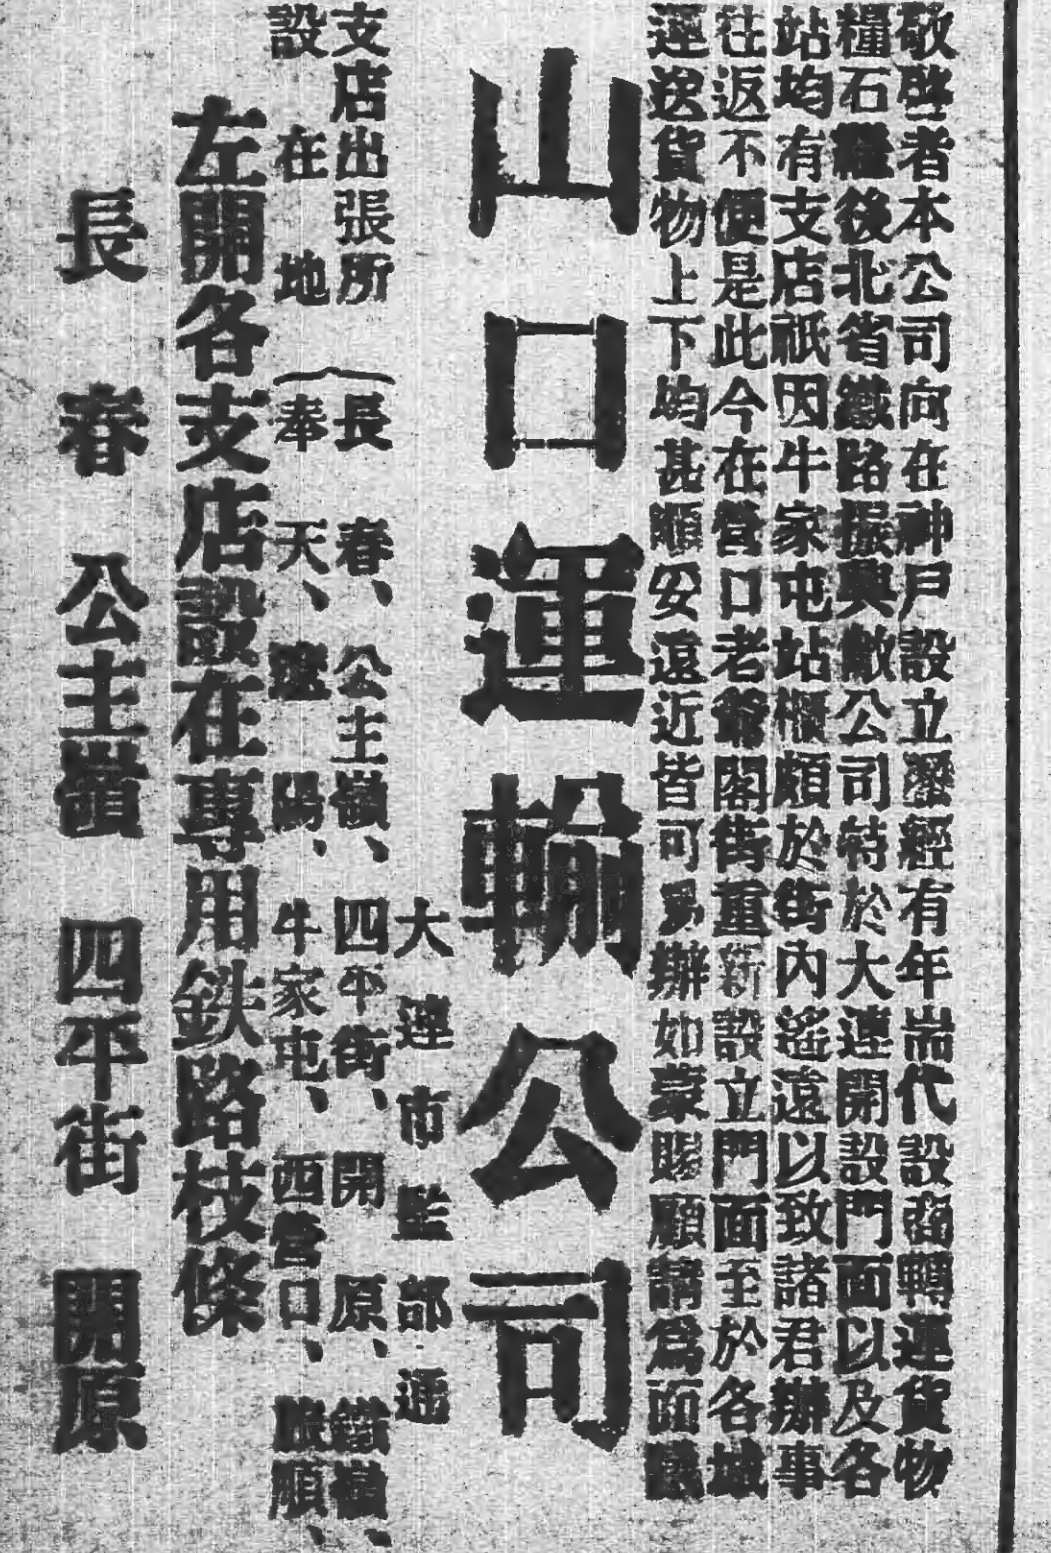 敬啓者本公司向在神戸設立歷經有年耑代設商轉運貨物
糧石糶後北省鐵路振興敝公司特於大連開設門面以及各
站均有支店祇因牛家屯站櫃頗於街內遙遠以致諸君辦事
往返不便是此今在營口老爺閣街重新設立門面至於各城
運送貨物上下均甚順妥遠近皆可爲辦如蒙賜顧請爲面議
山口運輸公司
大連市監部通
支店出張所（長春、公主嶺、四平街、開原、鐵嶺、
設在地（奉天、遼陽、牛家屯、西營口、旅順、
左開各支店設在專用鉄路枝條
長春　公主嶺　四平街　開原